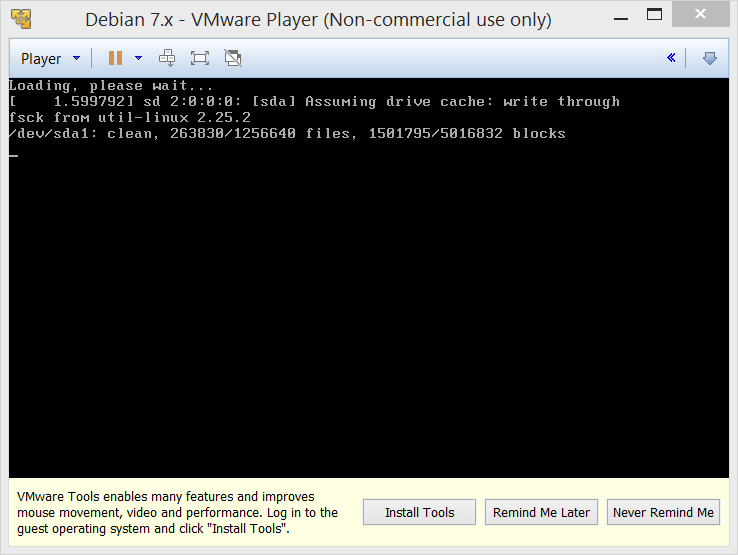 Debian 7.x - VMware Player (Non-commercial use only)
Player
Loading, please wait...
[    1.599792] sd 2:0:0:0: [sda] Assuming drive cache: write through
fsck from util-linux 2.25.2
/dev/sda1: clean, 263830/1256640 files, 1501795/5016832 blocks
VMware Tools enables many features and improves
mouse movement, video and performance. Log in to the
guest operating system and click "Install Tools".
Install Tools
Remind Me Later
Never Remind Me